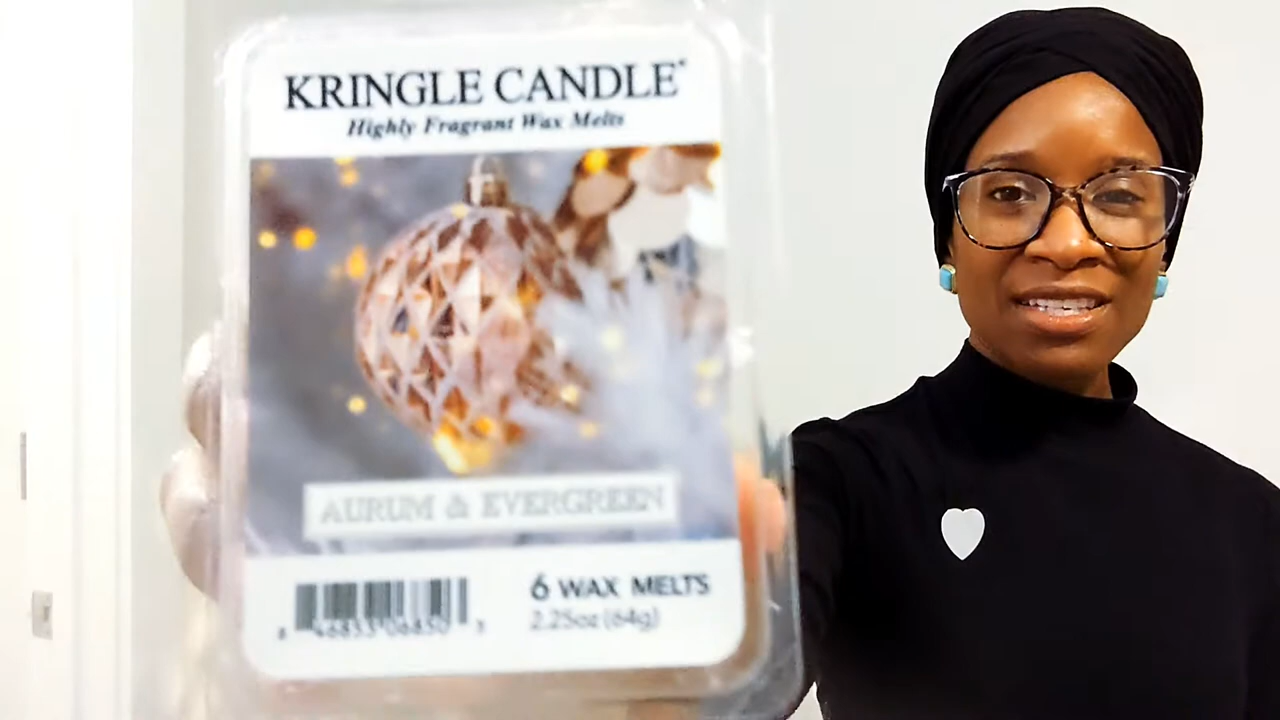 KRINGLE CANDLE®
Highly Fragrant Wax Melts
AURUM & EVERGREEN
6 WAX MELTS
2.25oz (64g)